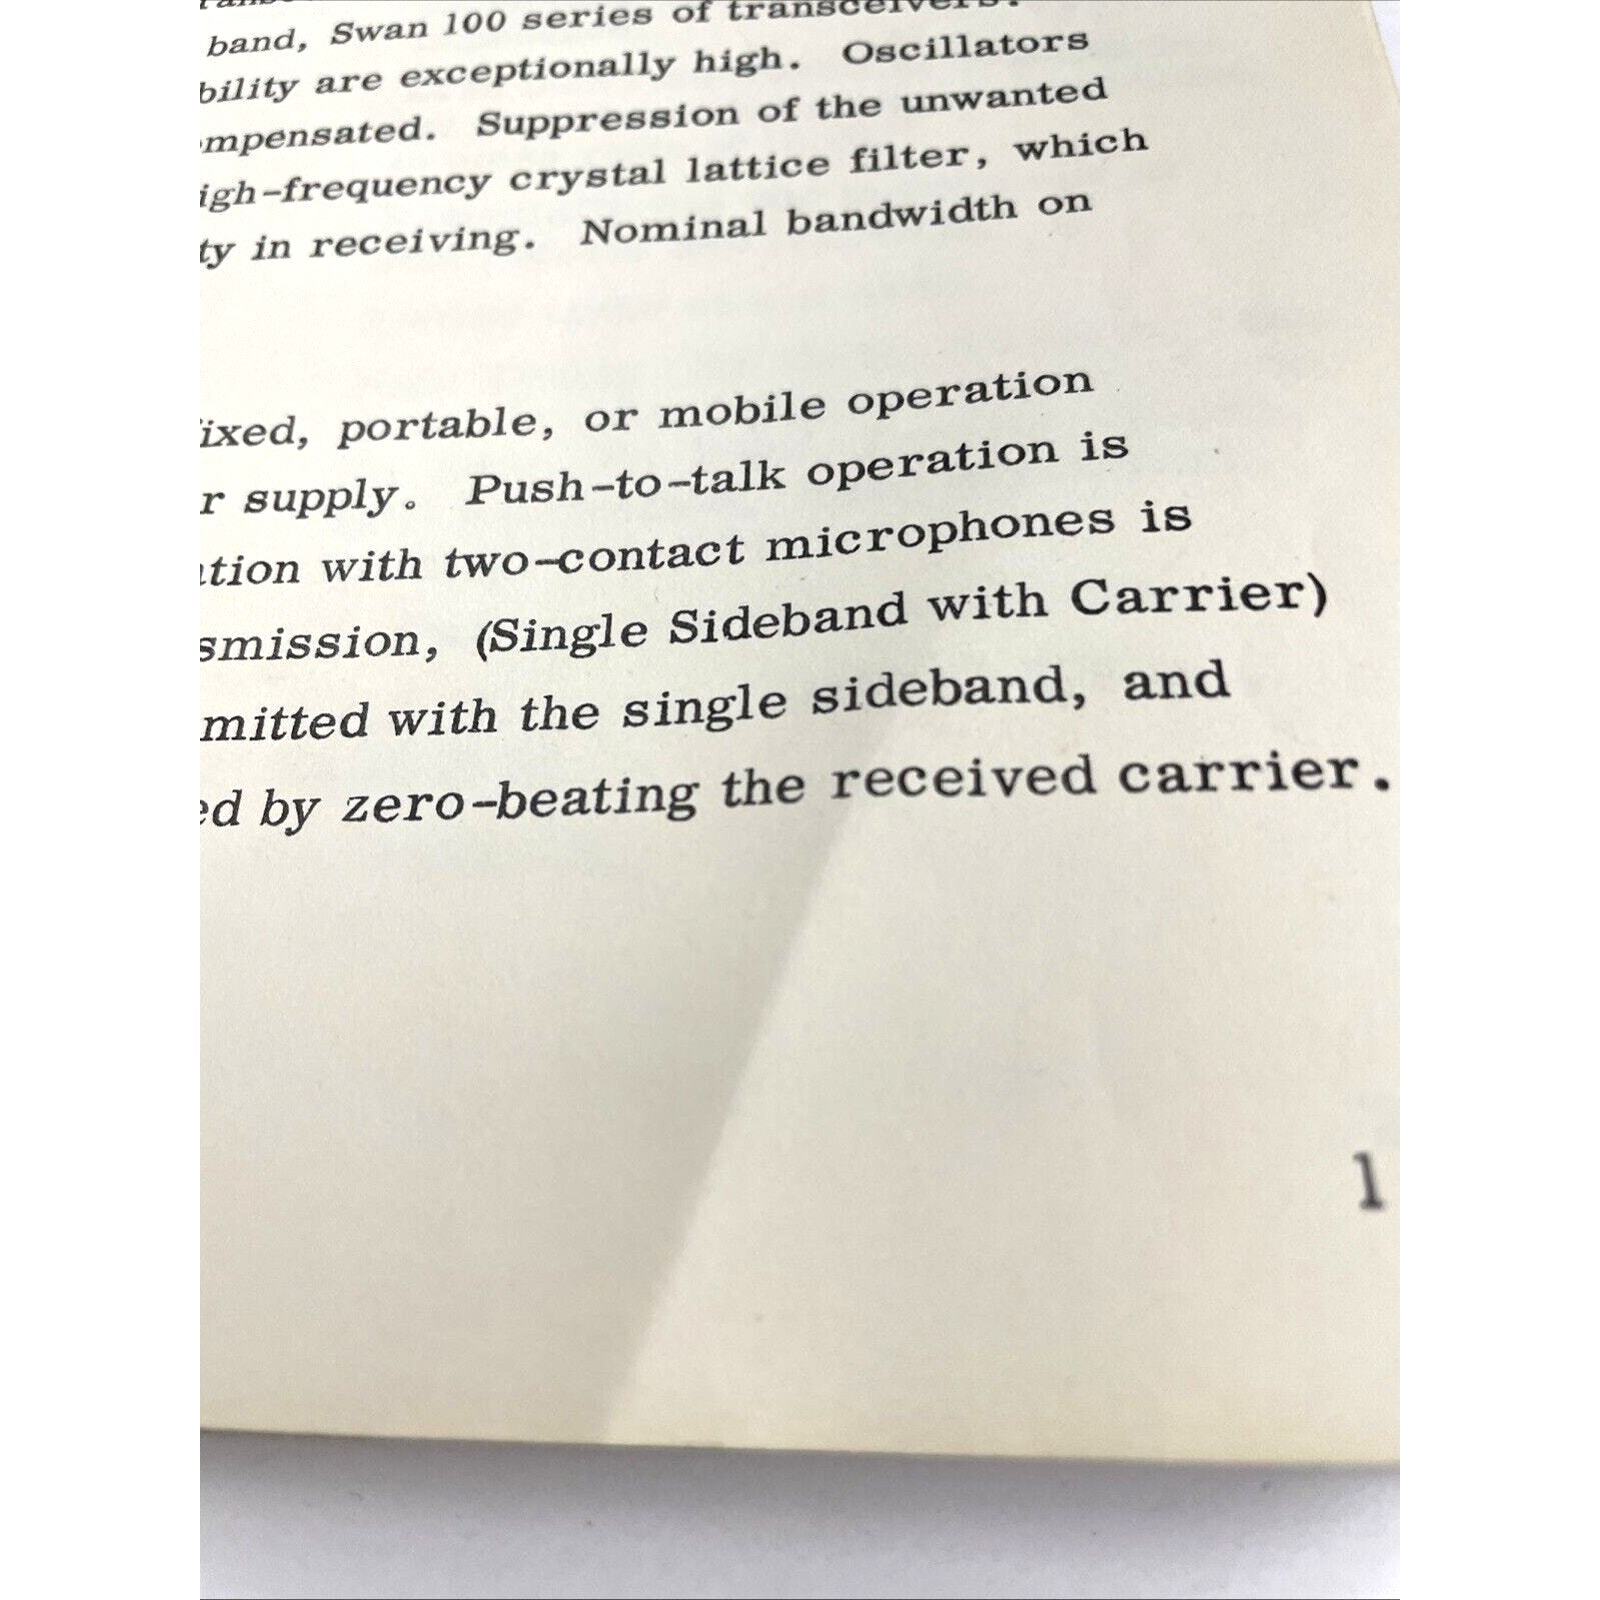 band, Swan 100 series of transceivers.
bility are exceptionally high. Oscillators
mpensated. Suppression of the unwanted
igh-frequency crystal lattice filter, which
ty in receiving. Nominal bandwidth on
ixed, portable, or mobile operation
r supply. Push-to-talk operation is
tion with two-contact microphones is
smission, (Single Sideband with Carrier)
mitted with the single sideband, and
ed by zero-beating the received carrier.
1